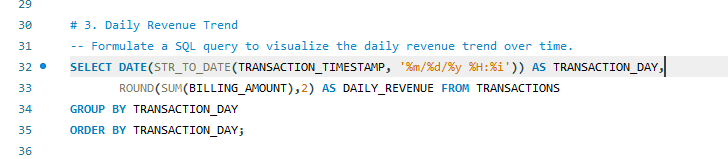 29
30 # 3. Daily Revenue Trend
31 -- Formulate a SQL query to visualize the daily revenue trend over time.
32 SELECT DATE(STR_TO_DATE(TRANSACTION_TIMESTAMP, '%m/%d/%y %H:%i')) AS TRANSACTION_DAY,
33 ROUND(SUM(BILLING_AMOUNT),2) AS DAILY_REVENUE FROM TRANSACTIONS
34 GROUP BY TRANSACTION_DAY
35 ORDER BY TRANSACTION_DAY;
36